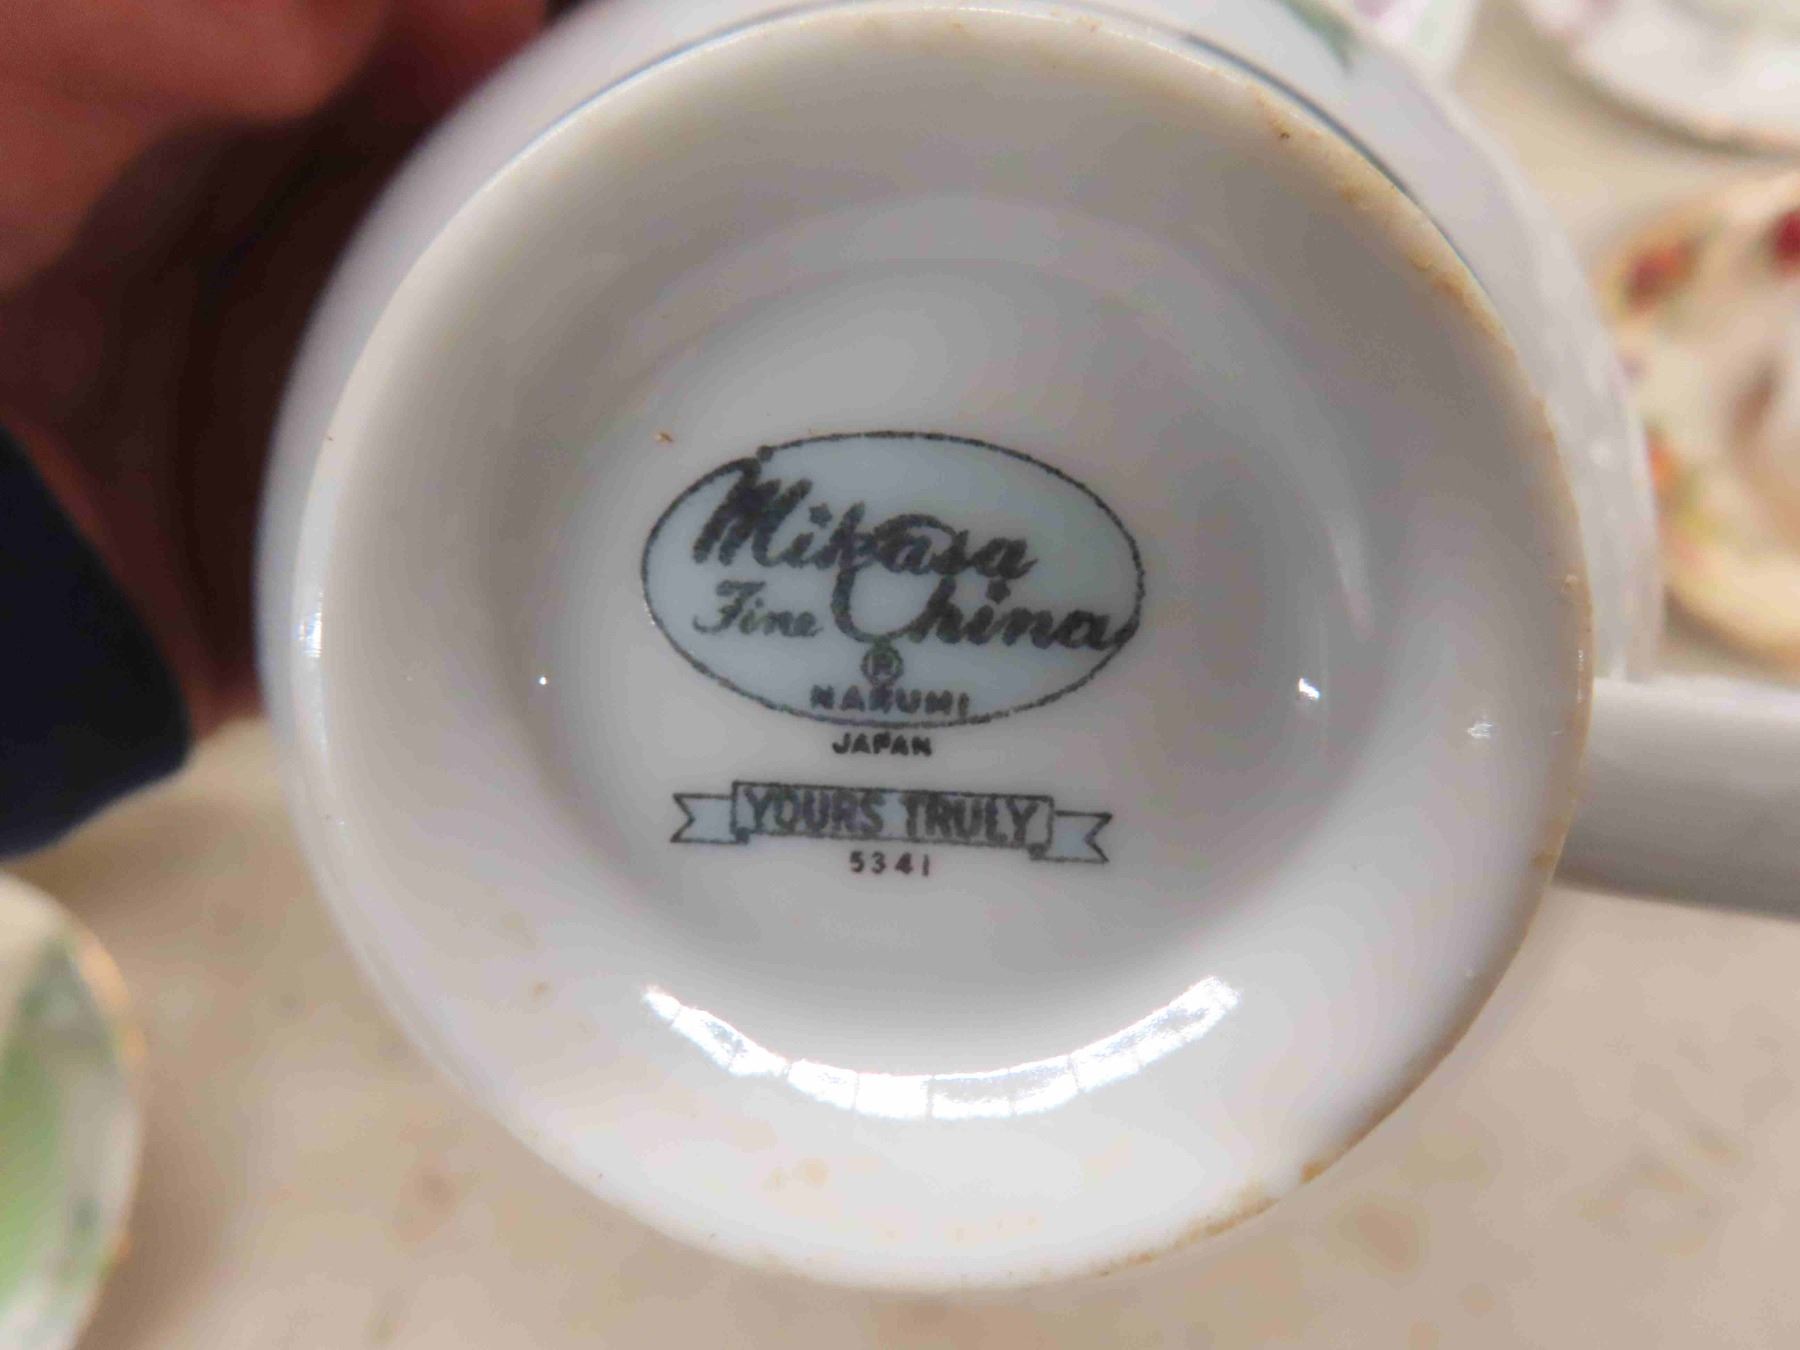 Mikasa
Fine China
®
NARUMI
JAPAN
YOURS TRULY
5341